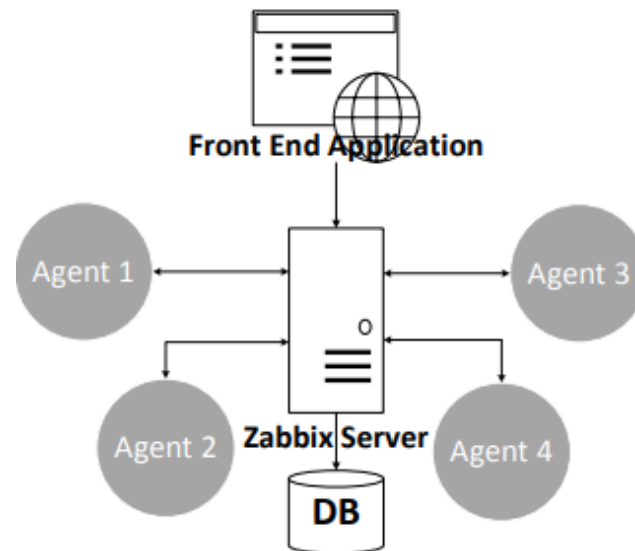 Front End Application
Agent 1
Agent 3
Agent 2
Agent 4
Zabbix Server
DB